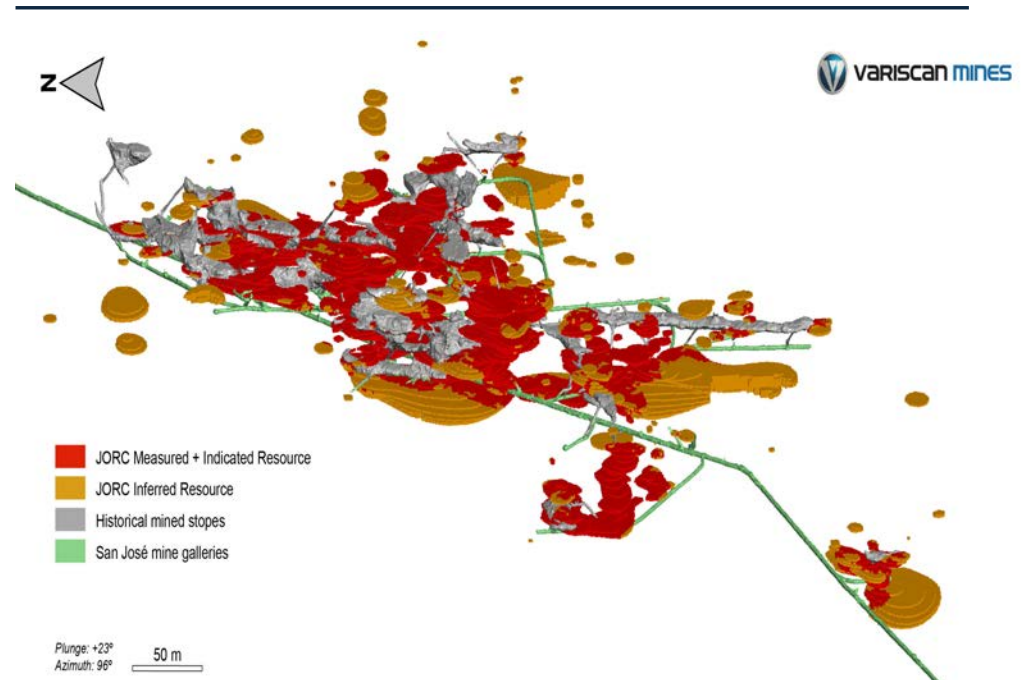 N
VARISCAN MINES
JORC Measured + Indicated Resource
JORC Inferred Resource
Historical mined stopes
San José mine galleries
Plunge: +23º
Azimuth: 96º
50 m